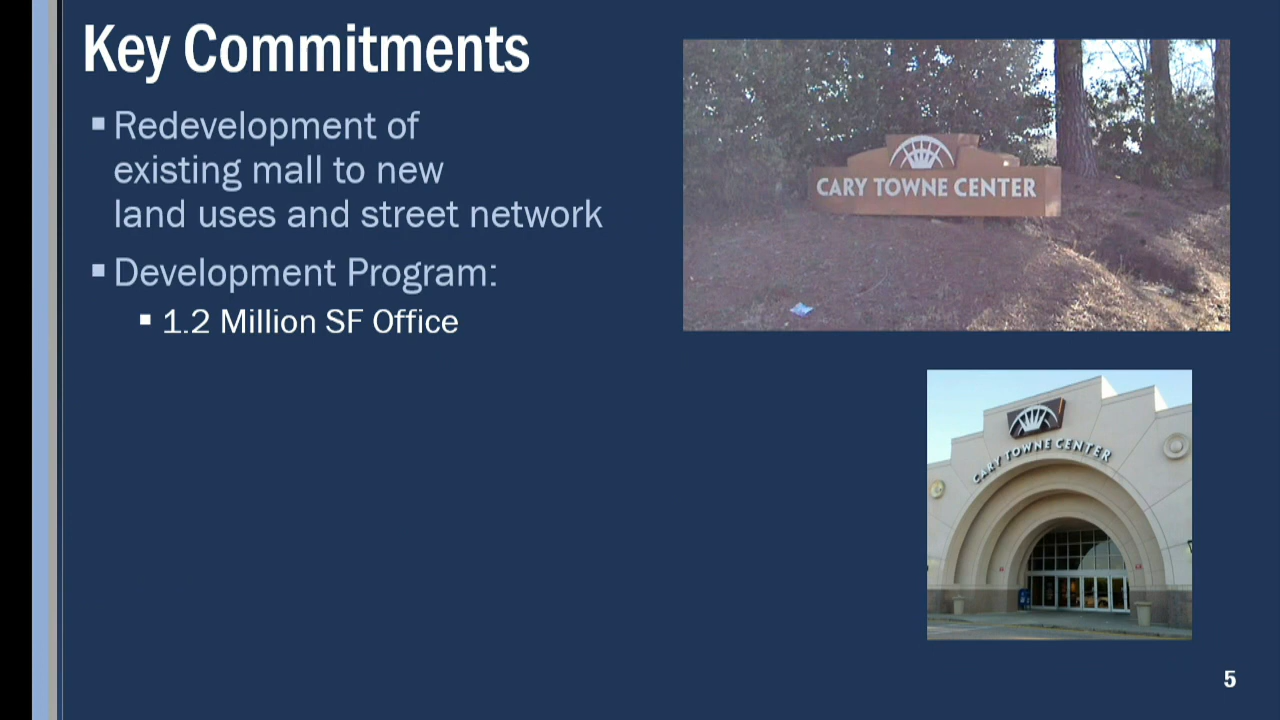 Key Commitments
Redevelopment of
existing mall to new
land uses and street network
Development Program:
1.2 Million SF Office
CARY TOWNE CENTER
CARY TOWNE CENTER
5